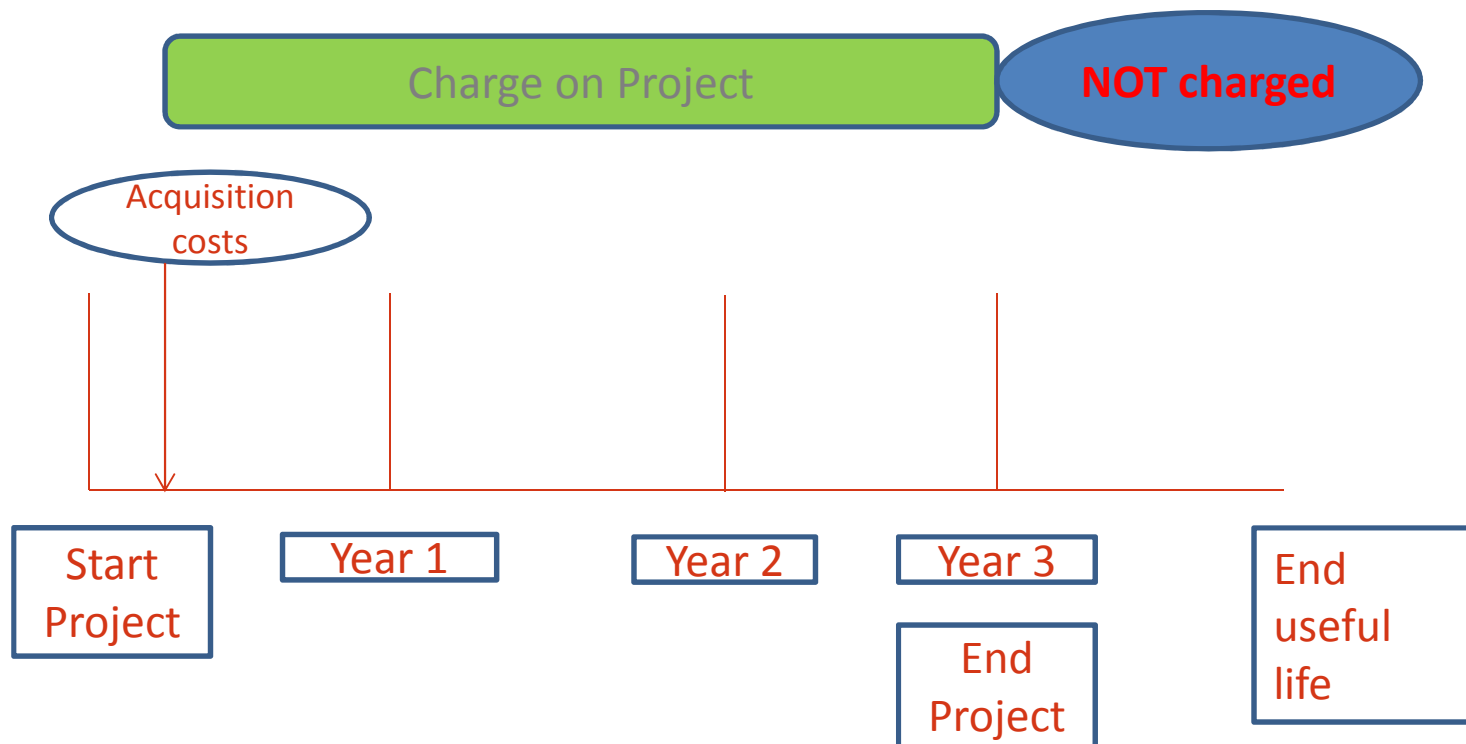 Charge on Project
NOT charged
Acquisition
costs
Start
Project
Year 1
Year 2
Year 3
End
Project
End
useful
life